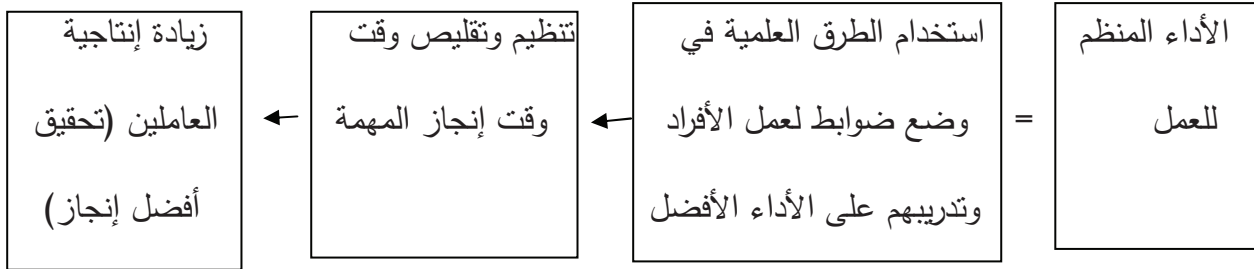 الأداء المنظم
للعمل
=
استخدام الطرق العلمية في
وضع ضوابط لعمل الأفراد
وتدريبهم على الأداء الأفضل
تنظيم وتقليص وقت
وقت إنجاز المهمة
زيادة إنتاجية
العاملين (تحقيق
أفضل إنجاز)